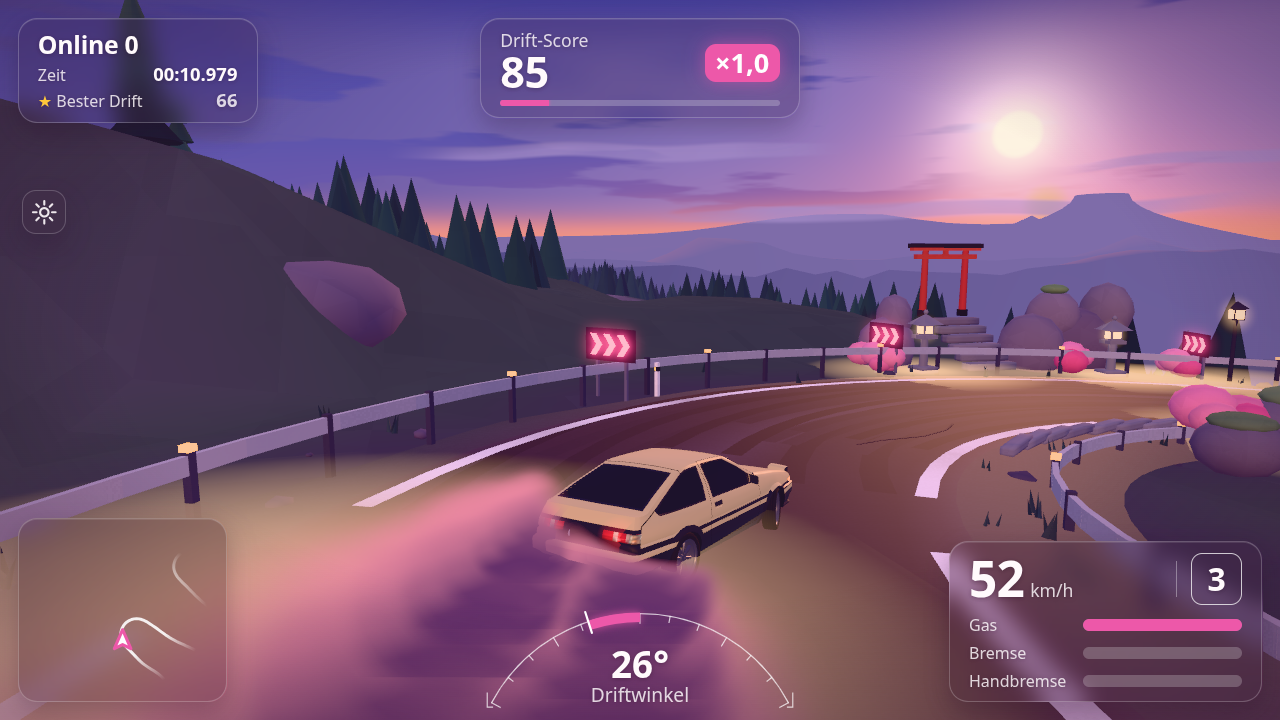 Online 0
Zeit 00:10.979
★ Bester Drift 66
Drift-Score
85
×1,0
26°
Driftwinkel
52 km/h 3
Gas
Bremse
Handbremse